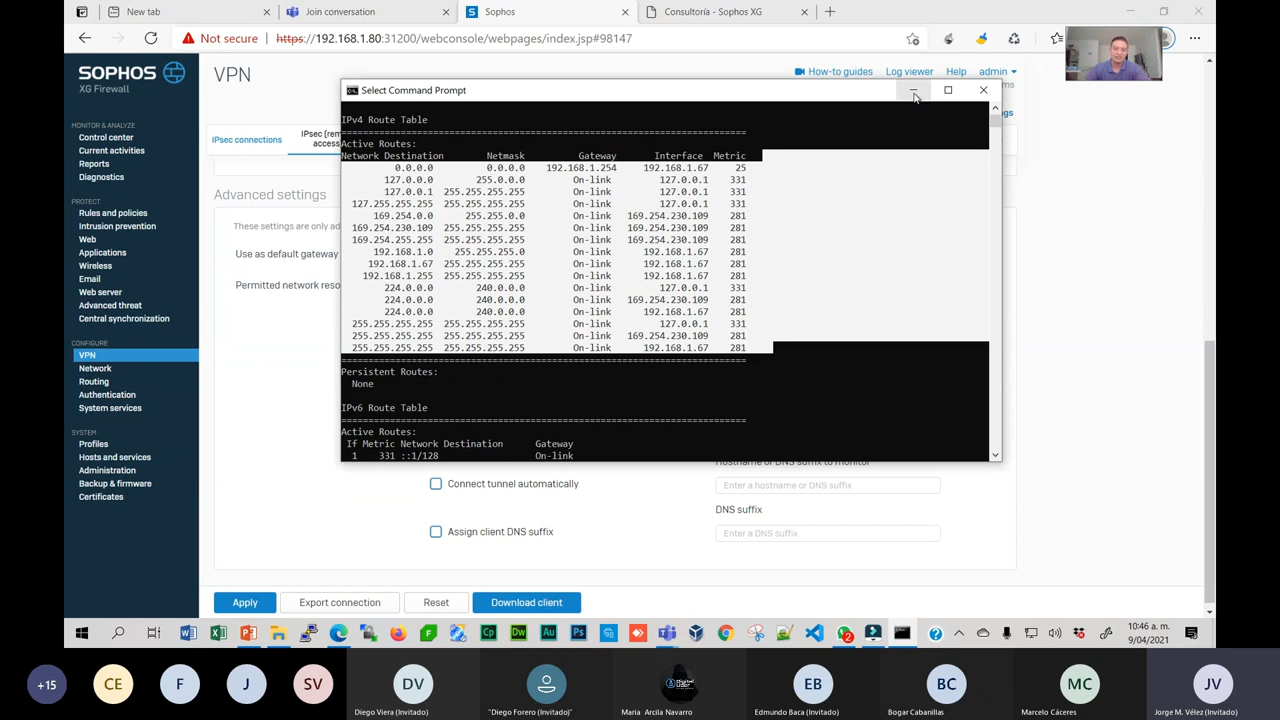 New tab
Join conversation
Sophos
Consultoría - Sophos XG
Not secure
https://192.168.1.80:31200/webconsole/webpages/index.jsp#98147
SOPHOS
XG Firewall
VPN
How-to guides
Log viewer
Help
admin
Select Command Prompt
MONITOR & ANALYZE
Control center
Current activities
Reports
Diagnostics
PROTECT
Rules and policies
Intrusion prevention
Web
Applications
Wireless
Email
Web server
Advanced threat
Central synchronization
CONFIGURE
VPN
Network
Routing
Authentication
System services
SYSTEM
Profiles
Hosts and services
Administration
Backup & firmware
Certificates
IPsec connections
IPsec (rem
access
Advanced settings
These settings are only a
Use as default gateway
Permitted network reso
IPv4 Route Table
===========================================================================
Active Routes:
Network Destination Netmask Gateway Interface Metric
0.0.0.0 0.0.0.0 192.168.1.254 192.168.1.67 25
127.0.0.0 255.0.0.0 On-link 127.0.0.1 331
127.0.0.1 255.255.255.255 On-link 127.0.0.1 331
127.255.255.255 255.255.255.255 On-link 127.0.0.1 331
169.254.0.0 255.255.0.0 On-link 169.254.230.109 281
169.254.230.109 255.255.255.255 On-link 169.254.230.109 281
169.254.255.255 255.255.255.255 On-link 169.254.230.109 281
192.168.1.0 255.255.255.0 On-link 192.168.1.67 281
192.168.1.67 255.255.255.255 On-link 192.168.1.67 281
192.168.1.255 255.255.255.255 On-link 192.168.1.67 281
224.0.0.0 240.0.0.0 On-link 127.0.0.1 331
224.0.0.0 240.0.0.0 On-link 169.254.230.109 281
224.0.0.0 240.0.0.0 On-link 192.168.1.67 281
255.255.255.255 255.255.255.255 On-link 127.0.0.1 331
255.255.255.255 255.255.255.255 On-link 169.254.230.109 281
255.255.255.255 255.255.255.255 On-link 192.168.1.67 281
===========================================================================
Persistent Routes:
None
IPv6 Route Table
===========================================================================
Active Routes:
If Metric Network Destination Gateway
1 331 ::1/128 On-link
Hostname or DNS suffix to monitor
Connect tunnel automatically
Enter a hostname or DNS suffix
DNS suffix
Assign client DNS suffix
Enter a DNS suffix
Apply
Export connection
Reset
Download client
10:46 a. m.
9/04/2021
+15
CE
F
J
SV
DV
EB
BC
MC
JV
Diego Viera (Invitado)
"Diego Forero (Invitado)"
Maria Arcila Navarro
Edmundo Baca (Invitado)
Bogar Cabanillas
Marcelo Cáceres
Jorge M. Vélez (Invitado)